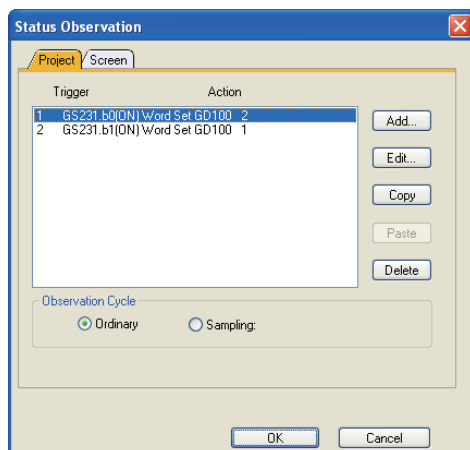 Status Observation
Project Screen
Trigger Action
1 GS231.b0(ON) Word Set GD100 2
2 GS231.b1(ON) Word Set GD100 1
Add...
Edit...
Copy
Paste
Delete
Observation Cycle
Ordinary Sampling:
OK Cancel